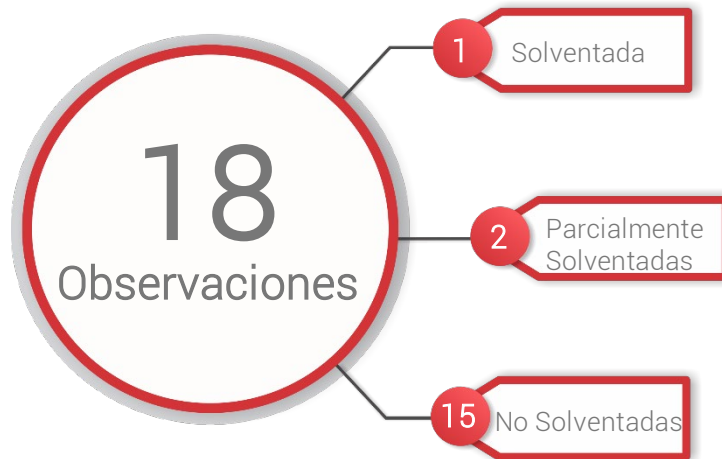 18
Observaciones
1
Solventada
2
Parcialmente
Solventadas
15
No Solventadas